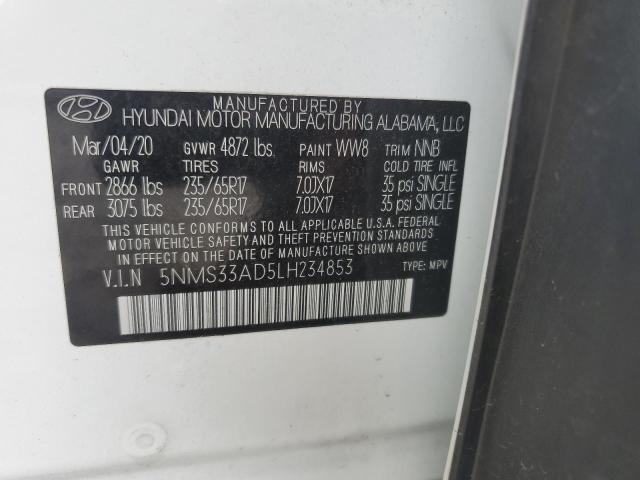 MANUFACTURED BY
HYUNDAI MOTOR MANUFACTURING ALABAMA, LLC
Mar/04/20 GVWR 4872 lbs. PAINT WW8 TRIM NNB
GAWR TIRES RIMS COLD TIRE INFL
FRONT 2866 lbs 235/65R17 7.0JX17 35 psi SINGLE
REAR 3075 lbs 235/65R17 7.0JX17 35 psi SINGLE
THIS VEHICLE CONFORMS TO ALL APPLICABLE U.S.A. FEDERAL
MOTOR VEHICLE SAFETY AND BUMPER STANDARDS
IN EFFECT ON THE DATE OF MANUFACTURE SHOWN ABOVE.
V.I.N 5NMS33AD5LH234853 TYPE: MPV